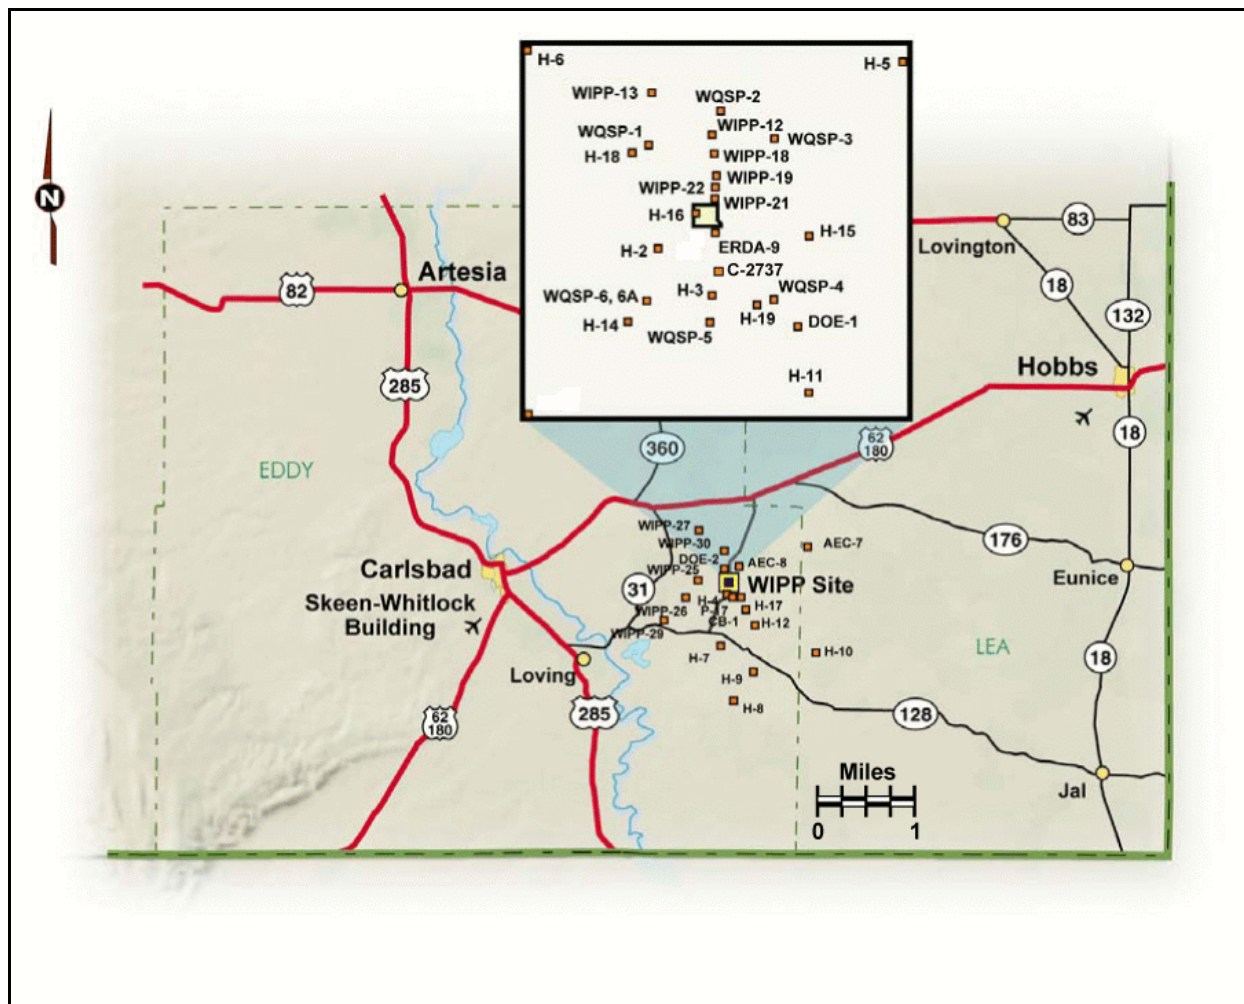 H-6
H-5
WIPP-13
WQSP-2
WQSP-1
WIPP-12
WQSP-3
H-18
WIPP-18
WIPP-19
WIPP-22
WIPP-21
H-16
H-15
H-2
ERDA-9
C-2737
WQSP-6, 6A
H-3
WQSP-4
H-14
H-19
DOE-1
WQSP-5
H-11
N
82
Artesia
285
Lovington
83
18
132
Hobbs
18
EDDY
360
62
180
176
WIPP-27
WIPP-30
AEC-7
DOE-2
AEC-8
WIPP-25
Carlsbad
WIPP Site
Eunice
31
Skeen-Whitlock
Building
H-4
P-17
H-17
WIPP-26
CB-1
H-12
WIPP-29
H-7
H-10
LEA
18
Loving
H-9
H-8
62
180
285
128
Miles
0
1
Jal